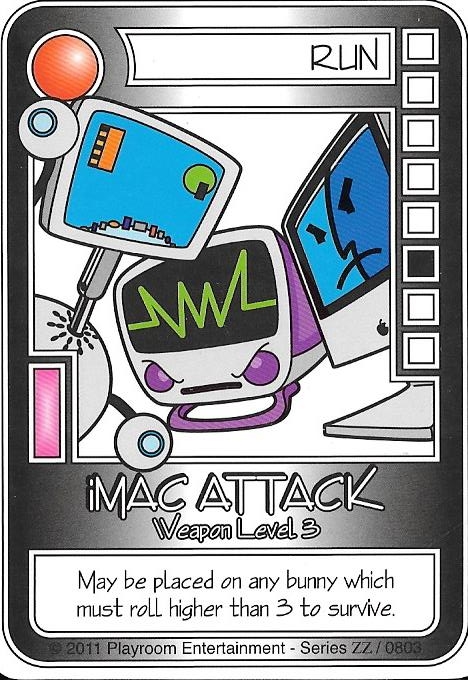 RUN
iMAC ATTACK
Weapon Level 3
May be placed on any bunny which
must roll higher than 3 to survive.
© 2011 Playroom Entertainment - Series ZZ / 0803